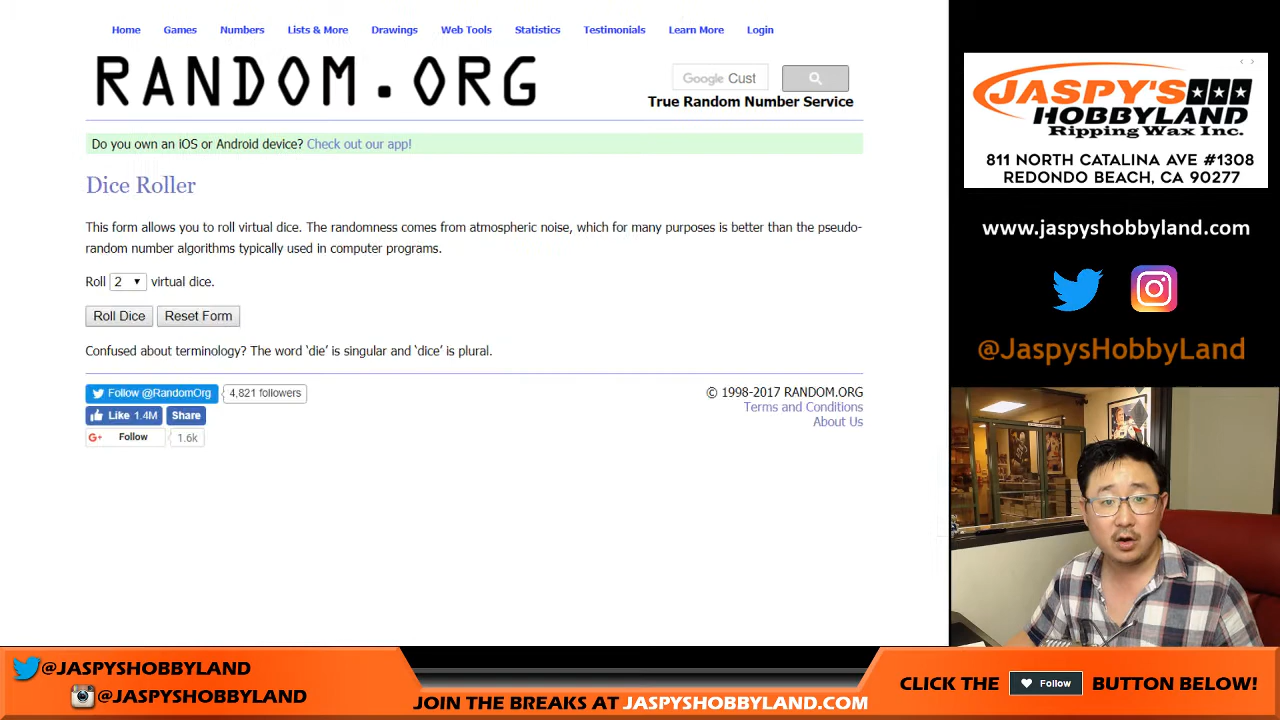 Home Games Numbers Lists & More Drawings Web Tools Statistics Testimonials Learn More Login
RANDOM.ORG
Google Cust
True Random Number Service
Do you own an iOS or Android device? Check out our app!
Dice Roller
This form allows you to roll virtual dice. The randomness comes from atmospheric noise, which for many purposes is better than the pseudo-
random number algorithms typically used in computer programs.
Roll 2 virtual dice.
Roll Dice Reset Form
Confused about terminology? The word ‘die’ is singular and ‘dice’ is plural.
Follow @RandomOrg 4,821 followers
Like 1.4M Share
G+ Follow 1.6k
© 1998-2017 RANDOM.ORG
Terms and Conditions
About Us
JASPY'S
HOBBYLAND
Ripping Wax Inc.
811 NORTH CATALINA AVE #1308
REDONDO BEACH, CA 90277
www.jaspyshobbyland.com
@JaspysHobbyLand
@JASPYSHOBBYLAND
@JASPYSHOBBYLAND
JOIN THE BREAKS AT JASPYSHOBBYLAND.COM
CLICK THE Follow BUTTON BELOW!